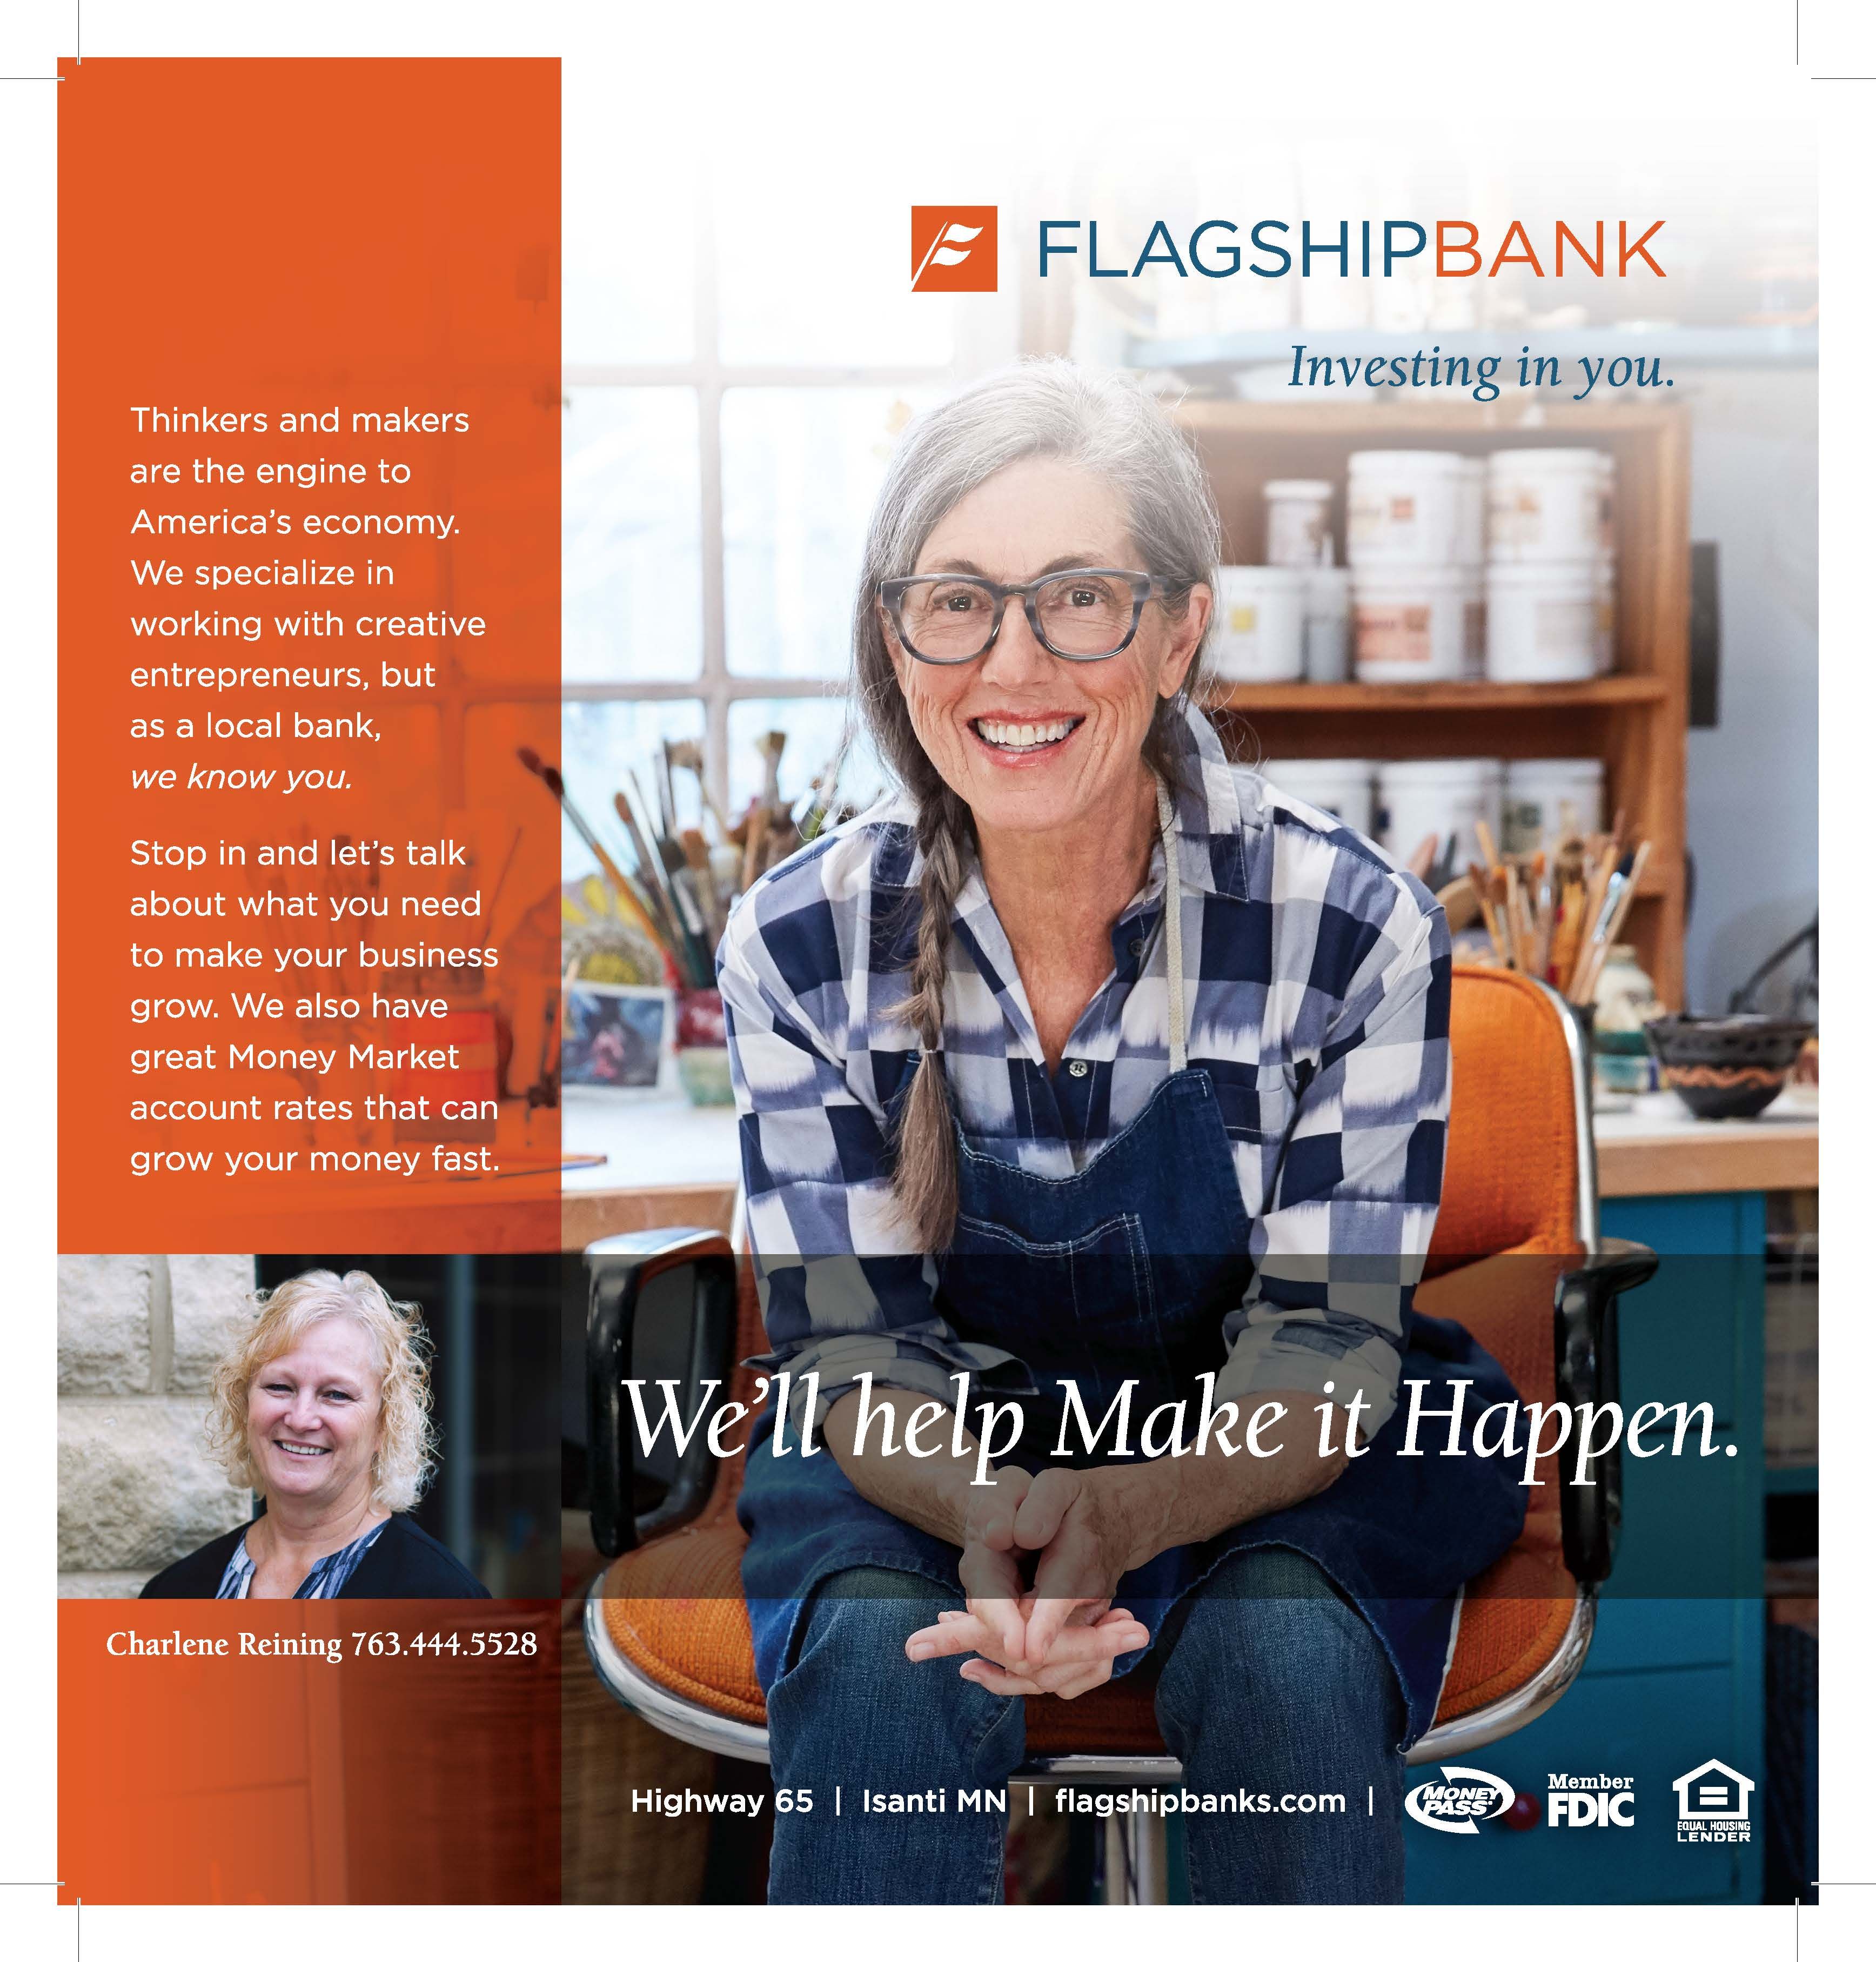 FLAGSHIPBANK
Investing in you.
Thinkers and makers
are the engine to
America's economy.
We specialize in
working with creative
entrepreneurs, but
as a local bank,
we know you.
Stop in and let's talk
about what you need
to make your business
grow. We also have
great Money Market
account rates that can
grow your money fast.
We'll help Make it Happen.
Charlene Reining 763.444.5528
Highway 65 | Isanti MN | flagshipbanks.com |
MONEY
PASS
Member
FDIC
EQUAL HOUSING
LENDER